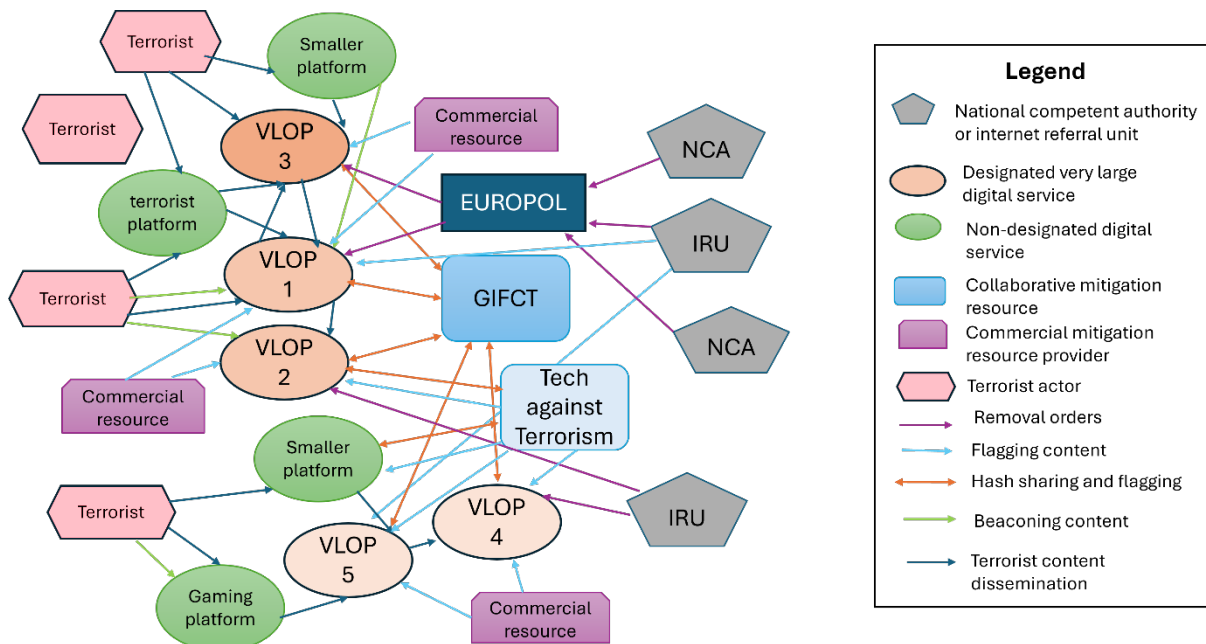 Terrorist
Smaller
platform
Terrorist
VLOP
3
Commercial
resource
NCA
terrorist
platform
EUROPOL
IRU
VLOP
1
Terrorist
GIFCT
NCA
VLOP
2
Commercial
resource
Tech
against
Terrorism
Smaller
platform
Terrorist
VLOP
4
IRU
VLOP
5
Gaming
platform
Commercial
resource
Legend
National competent authority
or internet referral unit
Designated very large
digital service
Non-designated digital
service
Collaborative mitigation
resource
Commercial mitigation
resource provider
Terrorist actor
Removal orders
Flagging content
Hash sharing and flagging
Beaconing content
Terrorist content
dissemination